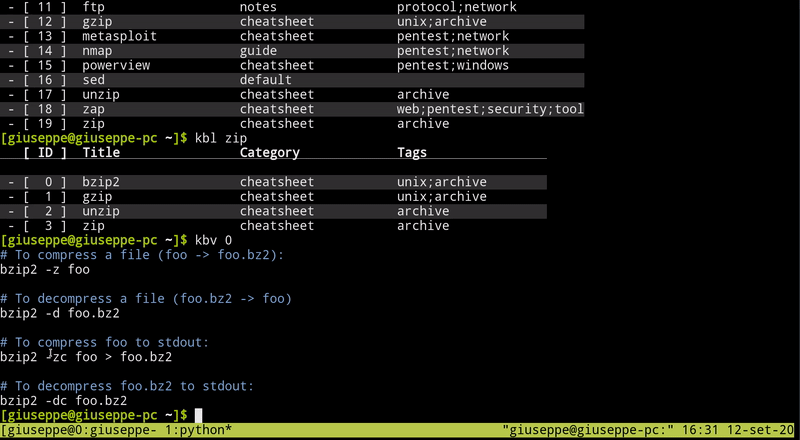 - [ 11 ] ftp notes protocol;network
- [ 12 ] gzip cheatsheet unix;archive
- [ 13 ] metasploit cheatsheet pentest;network
- [ 14 ] nmap guide pentest;network
- [ 15 ] powerview cheatsheet pentest;windows
- [ 16 ] sed default
- [ 17 ] unzip cheatsheet archive
- [ 18 ] zap cheatsheet web;pentest;security;tool
- [ 19 ] zip cheatsheet archive
[giuseppe@giuseppe-pc ~]$ kbl zip
[ ID ] Title Category Tags
- [ 0 ] bzip2 cheatsheet unix;archive
- [ 1 ] gzip cheatsheet unix;archive
- [ 2 ] unzip cheatsheet archive
- [ 3 ] zip cheatsheet archive
[giuseppe@giuseppe-pc ~]$ kbv 0
# To compress a file (foo -> foo.bz2):
bzip2 -z foo
# To decompress a file (foo.bz2 -> foo)
bzip2 -d foo.bz2
# To compress foo to stdout:
bzip2 -zc foo > foo.bz2
# To decompress foo.bz2 to stdout:
bzip2 -dc foo.bz2
[giuseppe@giuseppe-pc ~]$
[giuseppe@0:giuseppe- 1:python* "giuseppe@giuseppe-pc:" 16:31 12-set-20